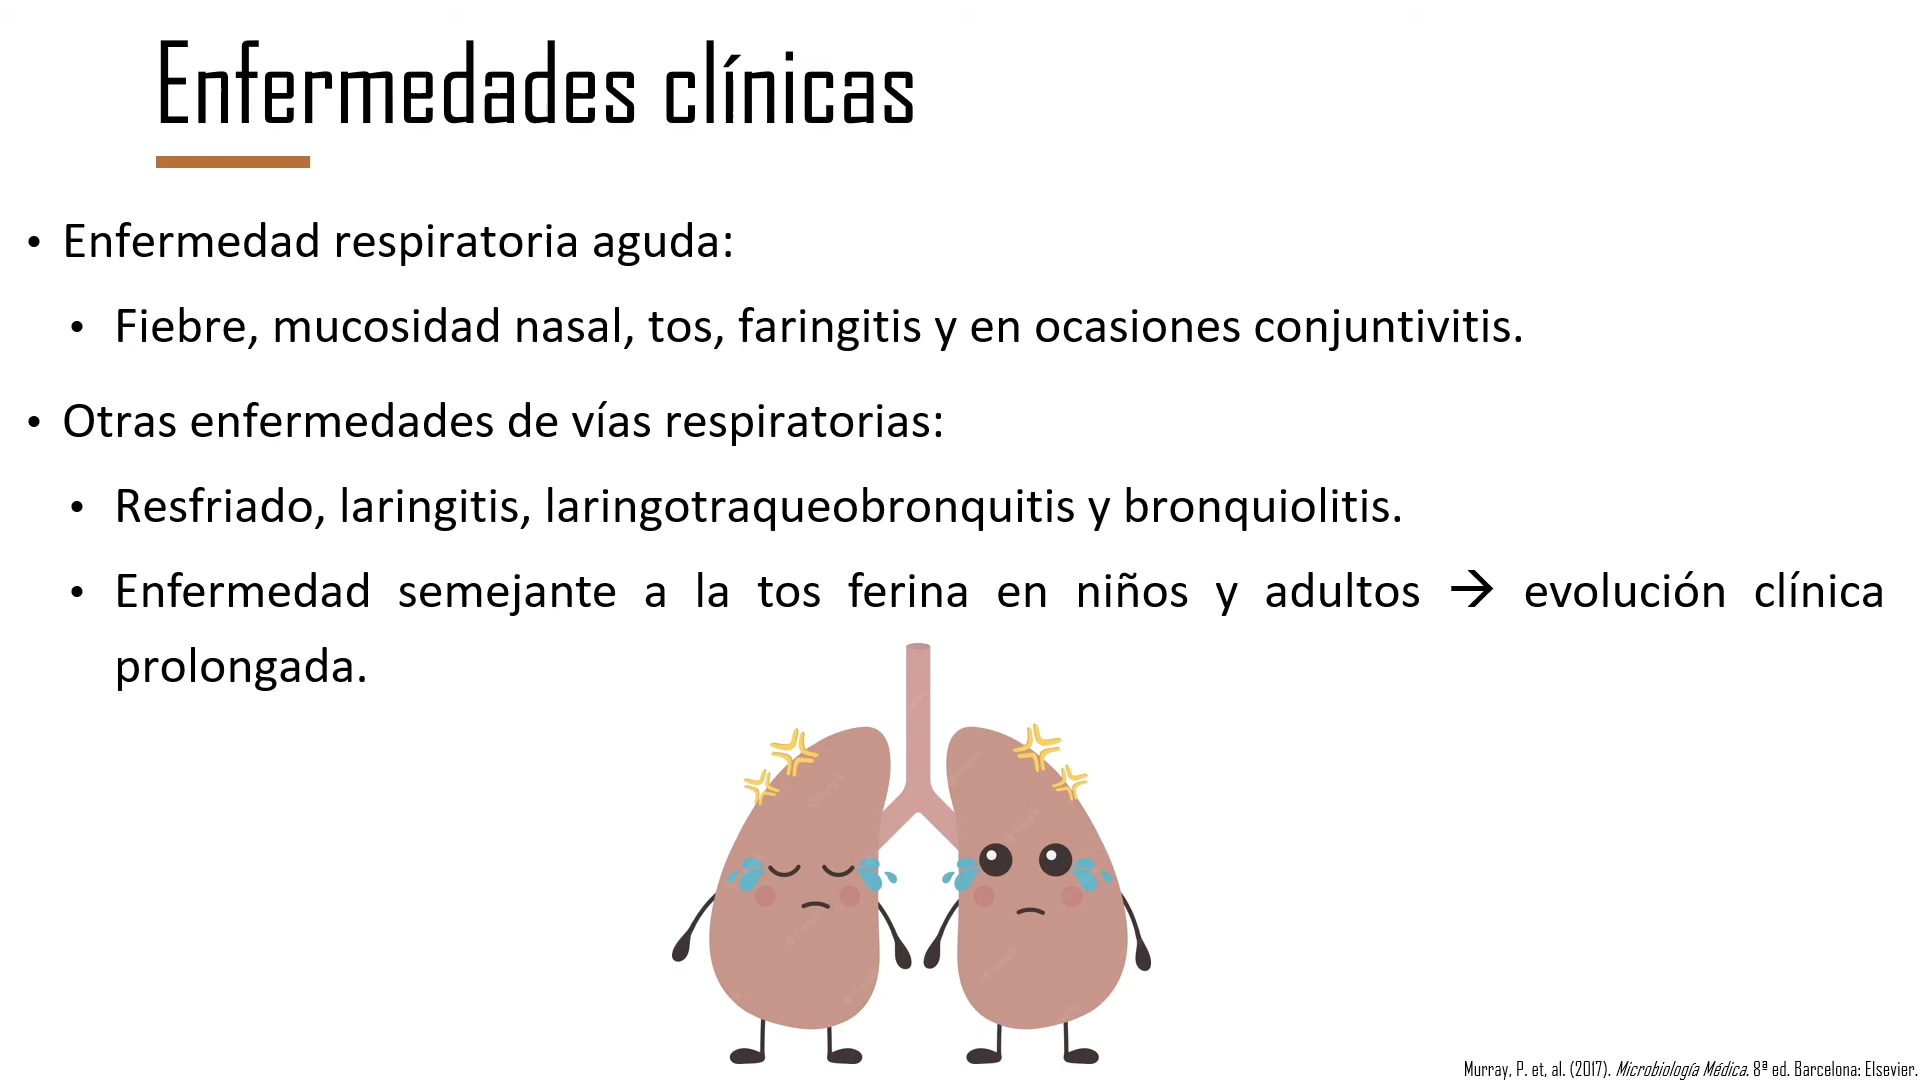 Enfermedades clínicas
• Enfermedad respiratoria aguda:
• Fiebre, mucosidad nasal, tos, faringitis y en ocasiones conjuntivitis.
• Otras enfermedades de vías respiratorias:
• Resfriado, laringitis, laringotraqueobronquitis y bronquiolitis.
• Enfermedad semejante a la tos ferina en niños y adultos → evolución clínica
prolongada.
Murray, P. et, al. (2017). Microbiología Médica. 8ª ed. Barcelona: Elsevier.